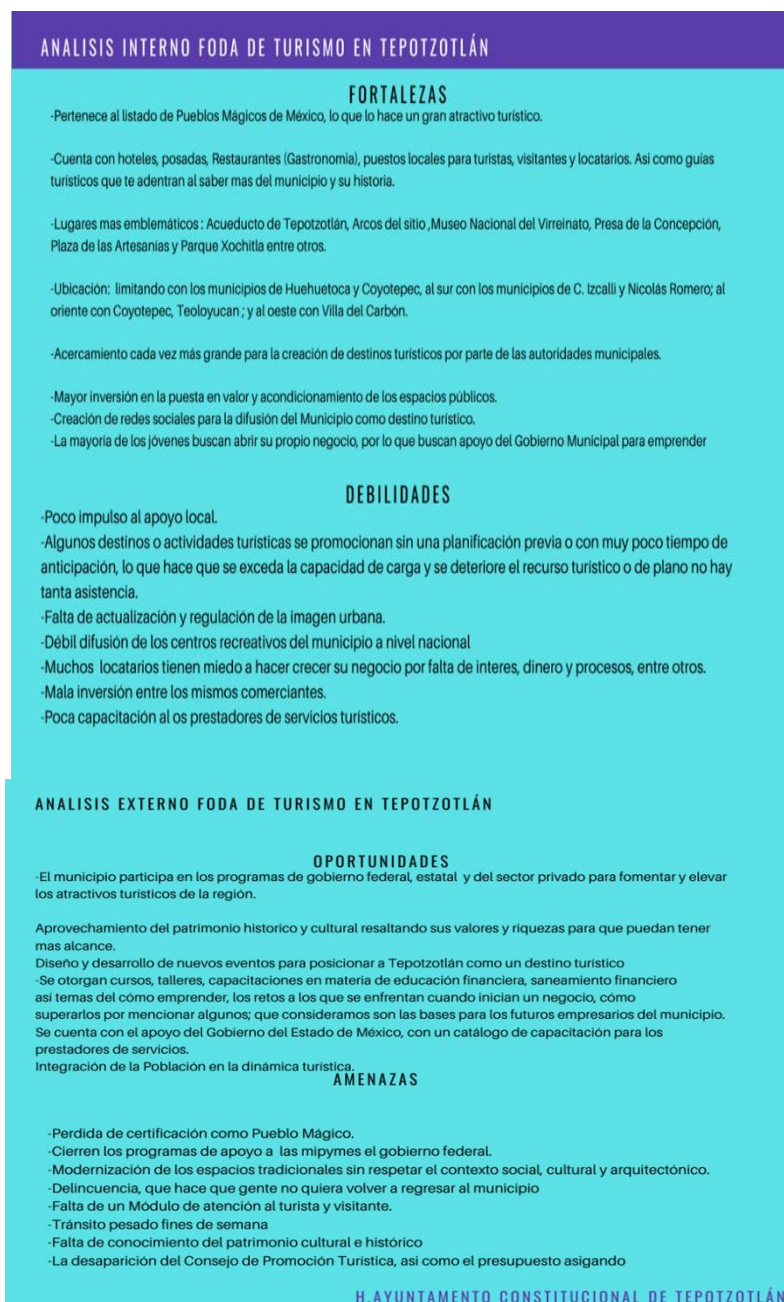 ANALISIS INTERNO FODA DE TURISMO EN TEPOTZOTLÁN
FORTALEZAS
-Pertenece al listado de Pueblos Mágicos de México, lo que lo hace un gran atractivo turístico.
-Cuenta con hoteles, posadas, Restaurantes (Gastronomia), puestos locales para turistas, visitantes y locatarios. Asi como guías
turísticos que te adentran al saber mas del municipio y su historia.
-Lugares mas emblemáticos : Acueducto de Tepotzotlán, Arcos del sitio ,Museo Nacional del Virreinato, Presa de la Concepción,
Plaza de las Artesanías y Parque Xochitla entre otros.
-Ubicación: limitando con los municipios de Huehuetoca y Coyotepec, al sur con los municipios de C. Izcalli y Nicolás Romero; al
oriente con Coyotepec, Teoloyucan ; y al oeste con Villa del Carbón.
-Acercamiento cada vez más grande para la creación de destinos turísticos por parte de las autoridades municipales.
-Mayor inversión en la puesta en valor y acondicionamiento de los espacios públicos.
-Creación de redes sociales para la difusión del Municipio como destino turístico.
-La mayoría de los jóvenes buscan abrir su propio negocio, por lo que buscan apoyo del Gobierno Municipal para emprender
DEBILIDADES
-Poco impulso al apoyo local.
-Algunos destinos o actividades turísticas se promocionan sin una planificación previa o con muy poco tiempo de
anticipación, lo que hace que se exceda la capacidad de carga y se deteriore el recurso turístico o de plano no hay
tanta asistencia.
-Falta de actualización y regulación de la imagen urbana.
-Débil difusión de los centros recreativos del municipio a nivel nacional
-Muchos locatarios tienen miedo a hacer crecer su negocio por falta de interes, dinero y procesos, entre otros.
-Mala inversión entre los mismos comerciantes.
-Poca capacitación al os prestadores de servicios turísticos.
ANALISIS EXTERNO FODA DE TURISMO EN TEPOTZOTLÁN
OPORTUNIDADES
-El municipio participa en los programas de gobierno federal, estatal y del sector privado para fomentar y elevar
los atractivos turísticos de la región.
Aprovechamiento del patrimonio historico y cultural resaltando sus valores y riquezas para que puedan tener
mas alcance.
Diseño y desarrollo de nuevos eventos para posicionar a Tepotzotlán como un destino turístico
-Se otorgan cursos, talleres, capacitaciones en materia de educación financiera, saneamiento financiero
así temas del cómo emprender, los retos a los que se enfrentan cuando inician un negocio, cómo
superarlos por mencionar algunos; que consideramos son las bases para los futuros empresarios del municipio.
Se cuenta con el apoyo del Gobierno del Estado de México, con un catálogo de capacitación para los
prestadores de servicios.
Integración de la Población en la dinámica turística.
AMENAZAS
-Perdida de certificación como Pueblo Mágico.
-Cierren los programas de apoyo a las mipymes el gobierno federal.
-Modernización de los espacios tradicionales sin respetar el contexto social, cultural y arquitectónico.
-Delincuencia, que hace que gente no quiera volver a regresar al municipio
-Falta de un Módulo de atención al turista y visitante.
-Tránsito pesado fines de semana
-Falta de conocimiento del patrimonio cultural e histórico
-La desaparición del Consejo de Promoción Turística, asi como el presupuesto asigando
H.AYUNTAMENTO CONSTITUCIONAL DE TEPOTZOTLÁN